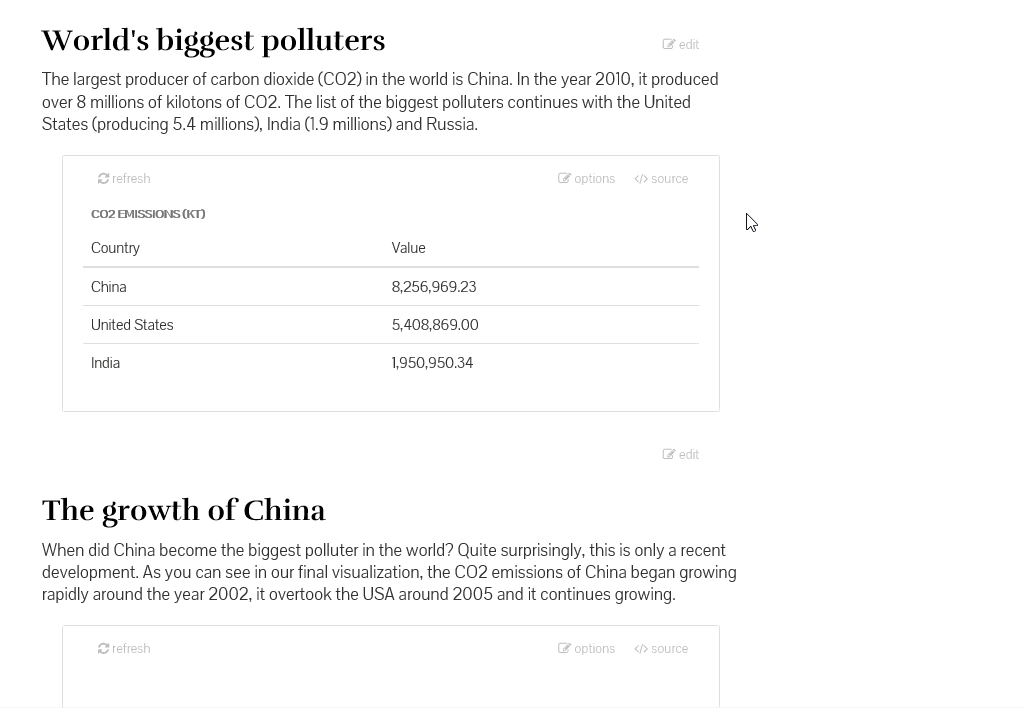 World's biggest polluters
edit
The largest producer of carbon dioxide (CO2) in the world is China. In the year 2010, it produced
over 8 millions of kilotons of CO2. The list of the biggest polluters continues with the United
States (producing 5.4 millions), India (1.9 millions) and Russia.
refresh options </> source
CO2 EMISSIONS (KT)
Country Value
China 8,256,969.23
United States 5,408,869.00
India 1,950,950.34
edit
The growth of China
When did China become the biggest polluter in the world? Quite surprisingly, this is only a recent
development. As you can see in our final visualization, the CO2 emissions of China began growing
rapidly around the year 2002, it overtook the USA around 2005 and it continues growing.
refresh options </> source